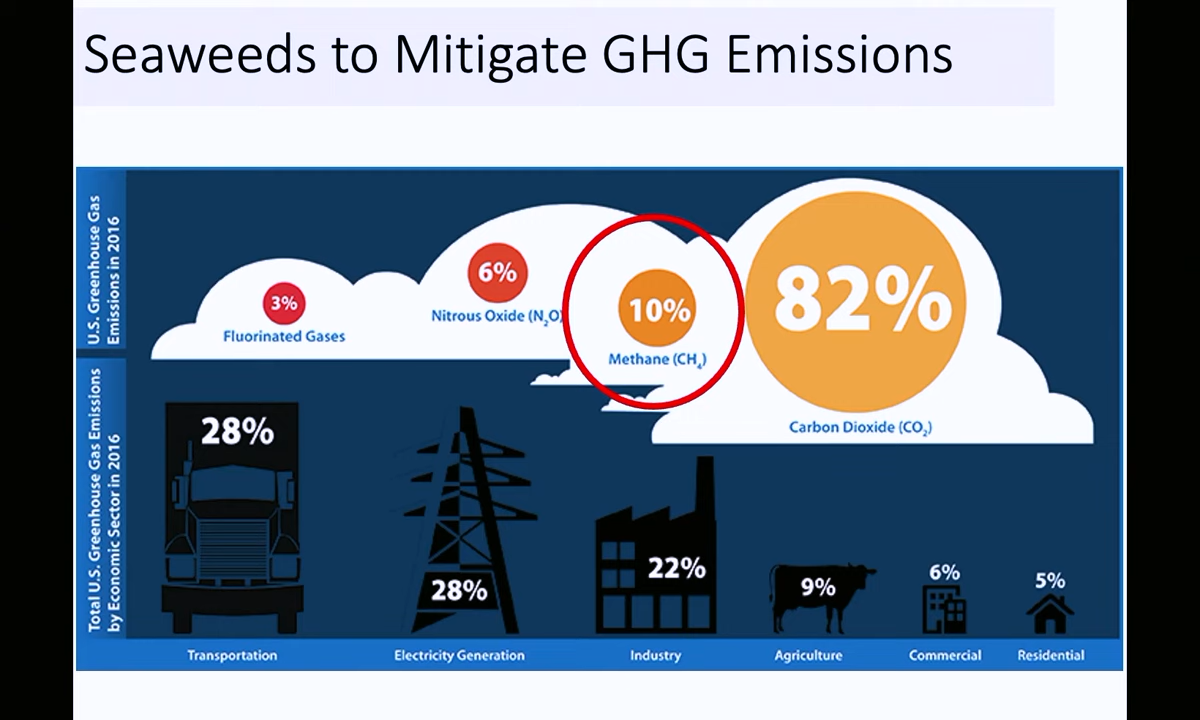 Seaweeds to Mitigate GHG Emissions
U.S. Greenhouse Gas
Emissions in 2016
3%
Fluorinated Gases
6%
Nitrous Oxide (N₂O)
10%
Methane (CH₄)
82%
Carbon Dioxide (CO₂)
Total U.S. Greenhouse Gas Emissions
by Economic Sector in 2016
28%
28%
22%
9%
6%
5%
Transportation
Electricity Generation
Industry
Agriculture
Commercial
Residential